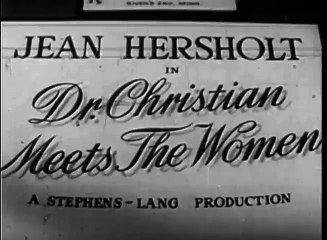 JEAN HERSHOLT
IN
Dr. Christian
Meets The Women
A STEPHENS-LANG PRODUCTION